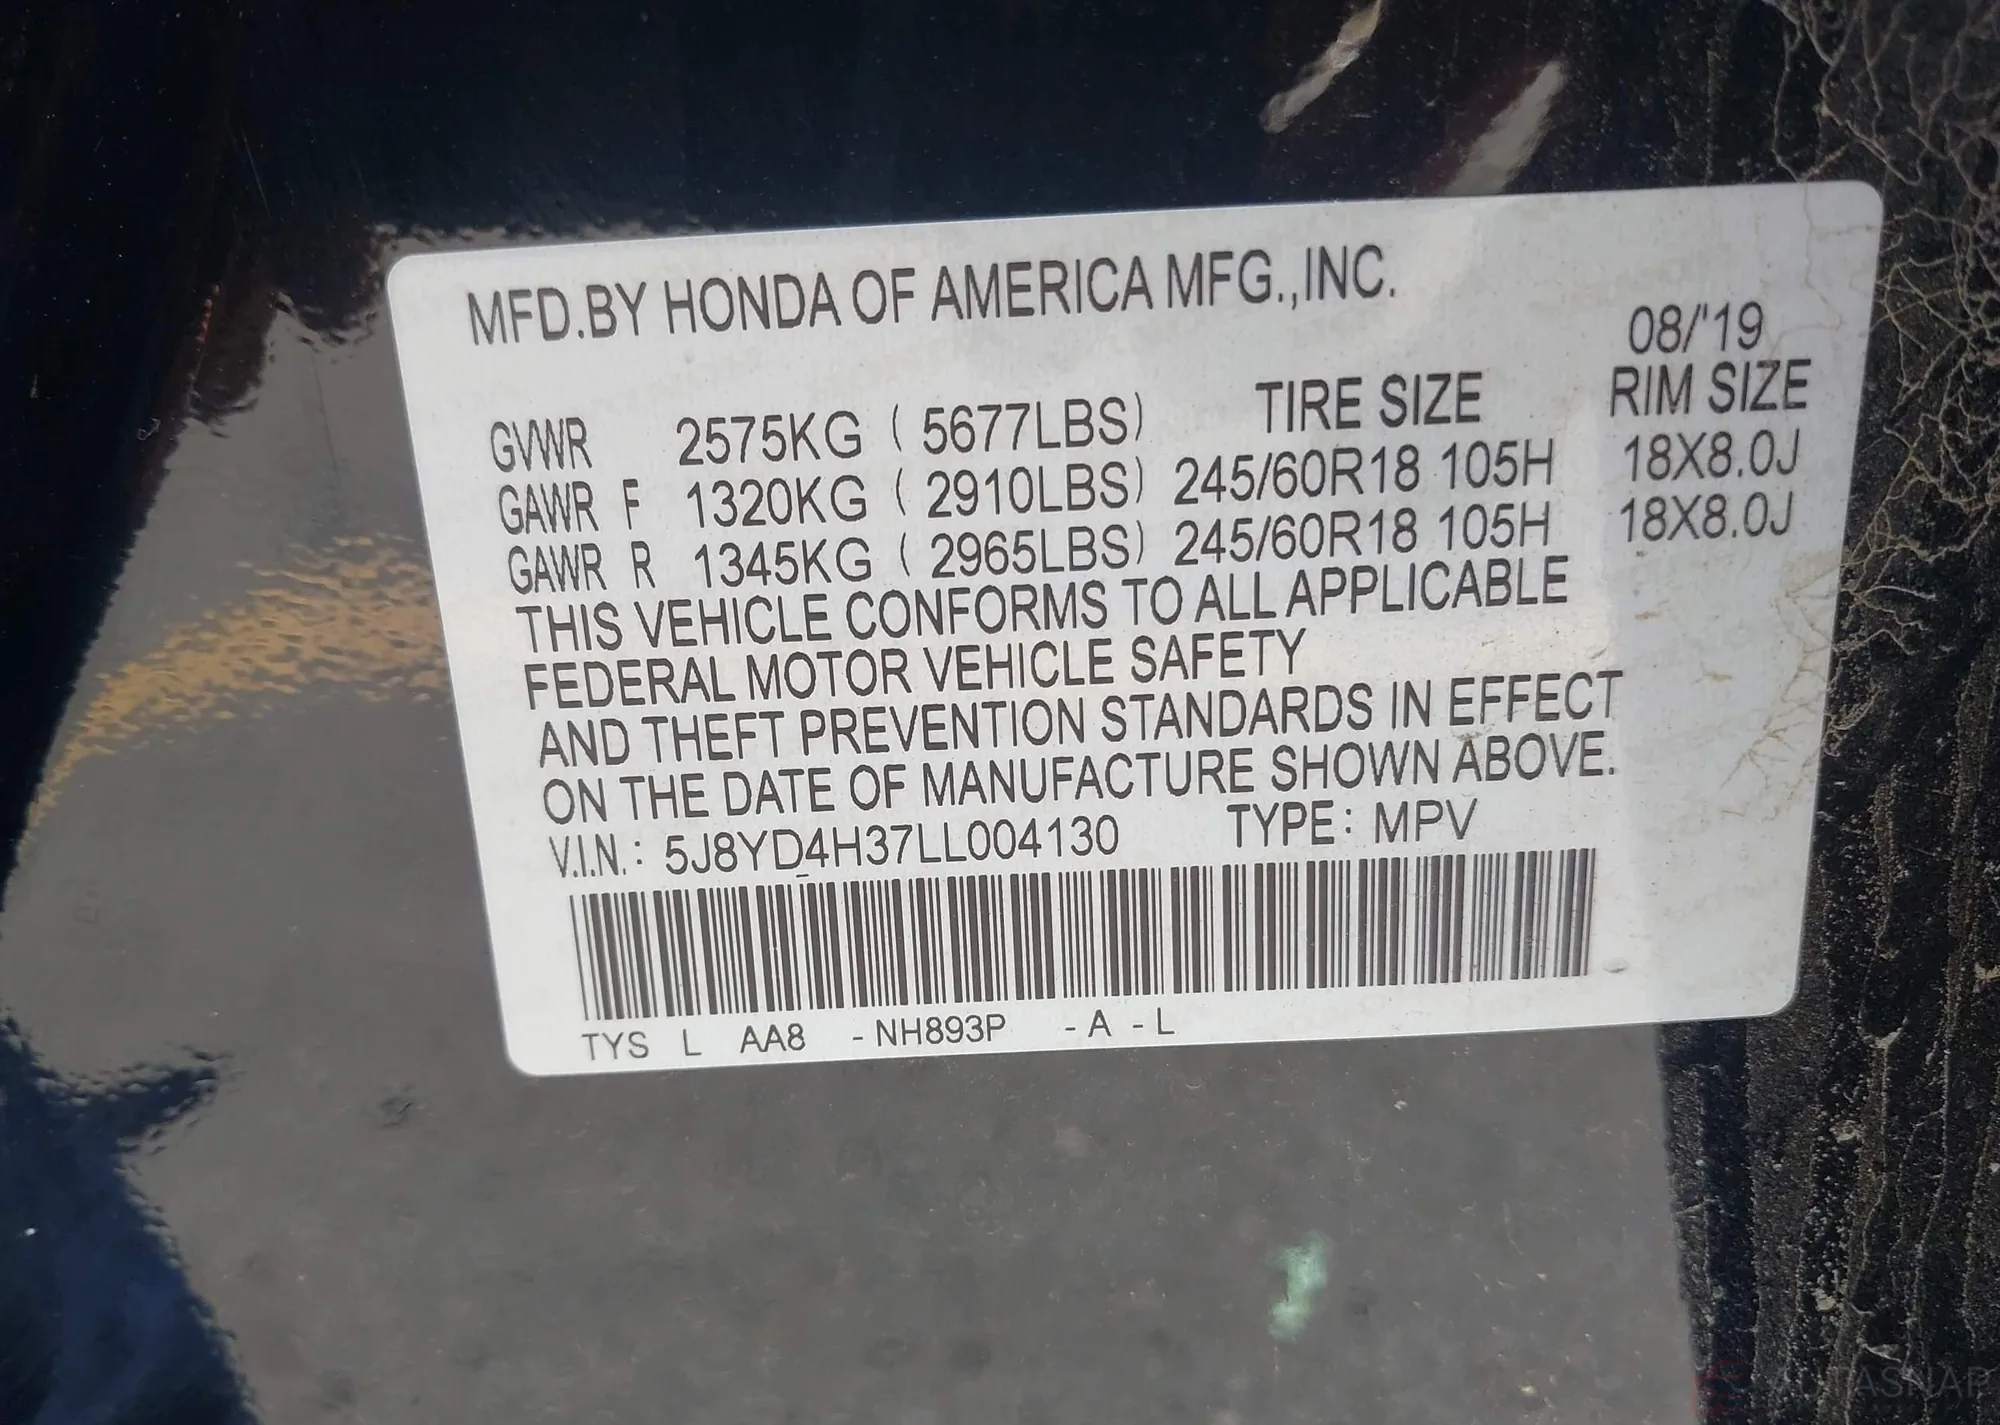 MFD.BY HONDA OF AMERICA MFG.,INC.
08/'19
TIRE SIZE RIM SIZE
GVWR 2575KG ( 5677LBS)
GAWR F 1320KG ( 2910LBS) 245/60R18 105H 18X8.0J
GAWR R 1345KG ( 2965LBS) 245/60R18 105H 18X8.0J
THIS VEHICLE CONFORMS TO ALL APPLICABLE
FEDERAL MOTOR VEHICLE SAFETY
AND THEFT PREVENTION STANDARDS IN EFFECT
ON THE DATE OF MANUFACTURE SHOWN ABOVE.
V.I.N.: 5J8YD4H37LL004130 TYPE: MPV
TYS L AA8 -NH893P -A -L